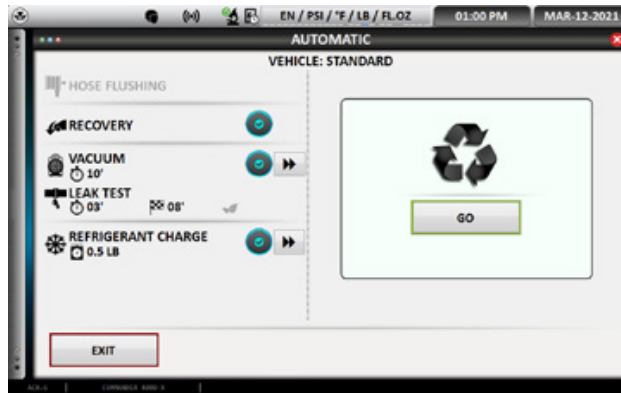 EN / PSI / °F / LB / FL.OZ 01:00 PM MAR-12-2021
AUTOMATIC
VEHICLE: STANDARD
HOSE FLUSHING
RECOVERY
VACUUM
10'
LEAK TEST
03' 08'
REFRIGERANT CHARGE
0.5 LB
GO
EXIT